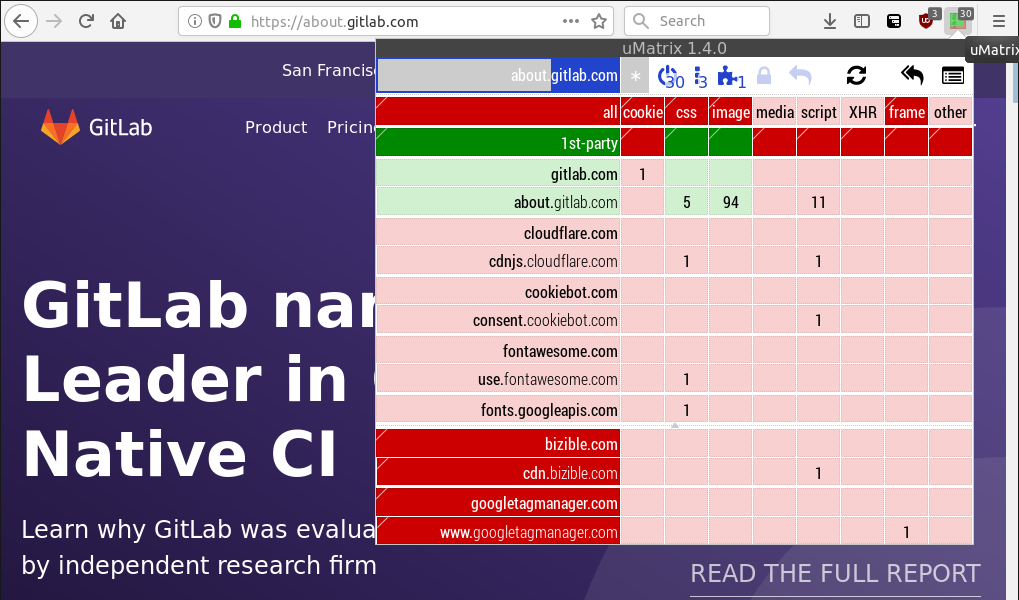 https://about.gitlab.com
Search
3
30
uMatrix 1.4.0
uMatrix
San Francis
about.gitlab.com
*
30
3
1
GitLab
Product
Pricin
all cookie css image media script XHR frame other
1st-party
gitlab.com 1
about.gitlab.com 5 94 11
cloudflare.com
cdnjs.cloudflare.com 1 1
cookiebot.com
consent.cookiebot.com 1
fontawesome.com
use.fontawesome.com 1
fonts.googleapis.com 1
bizible.com
cdn.bizible.com 1
googletagmanager.com
www.googletagmanager.com 1
GitLab nam
Leader in
Native CI
Learn why GitLab was evalua
by independent research firm
READ THE FULL REPORT